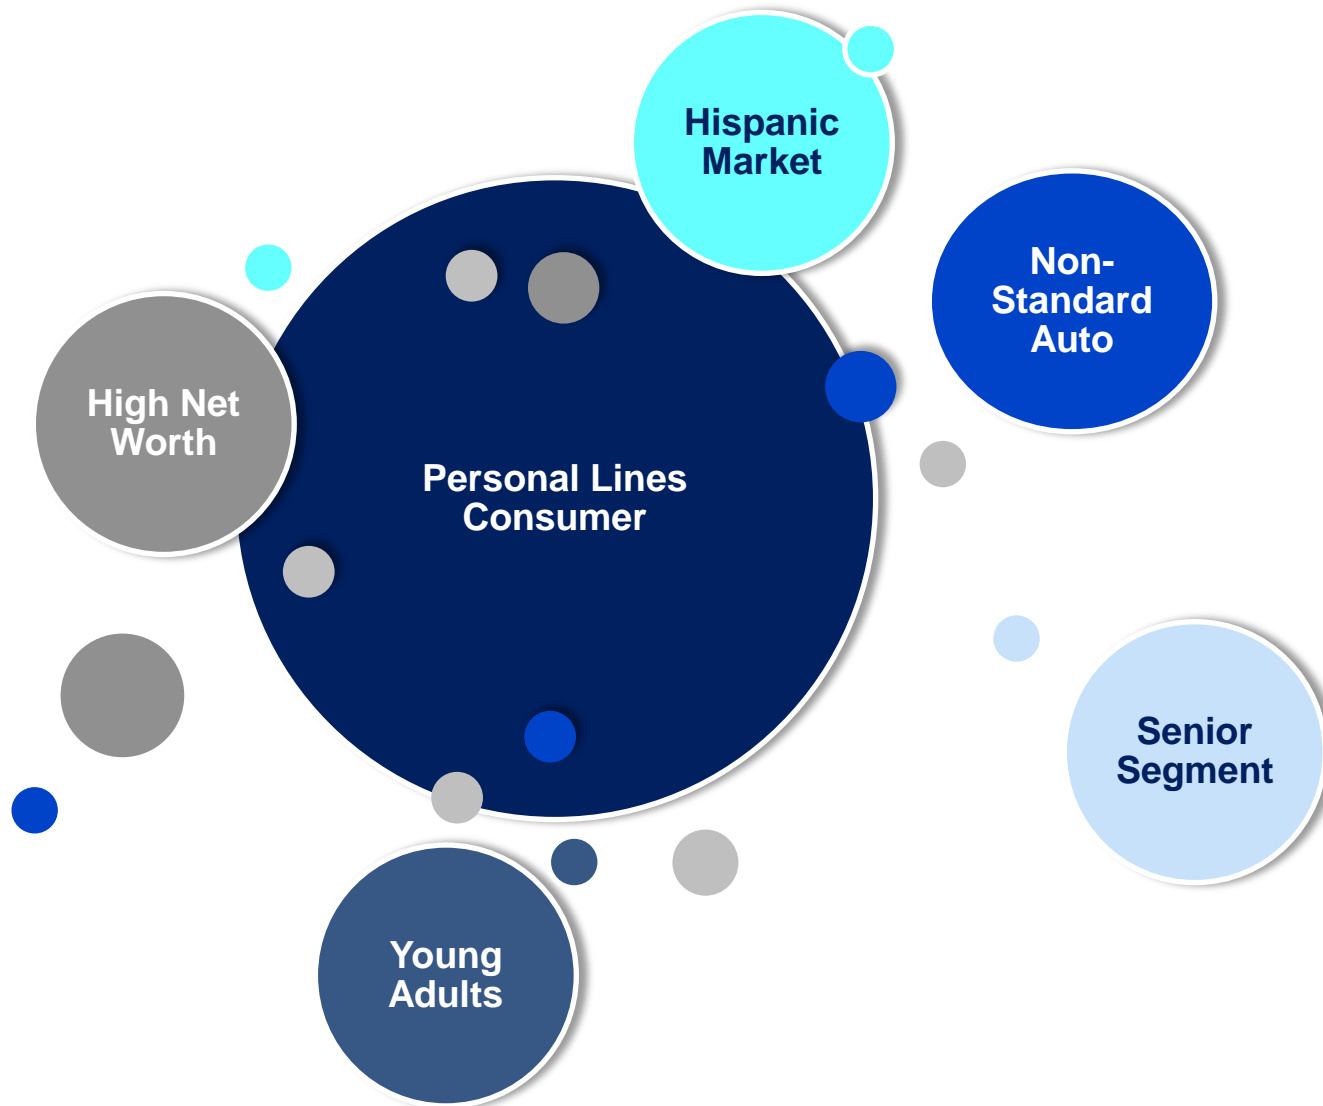 Hispanic
Market
Non-
Standard
Auto
High Net
Worth
Personal Lines
Consumer
Senior
Segment
Young
Adults